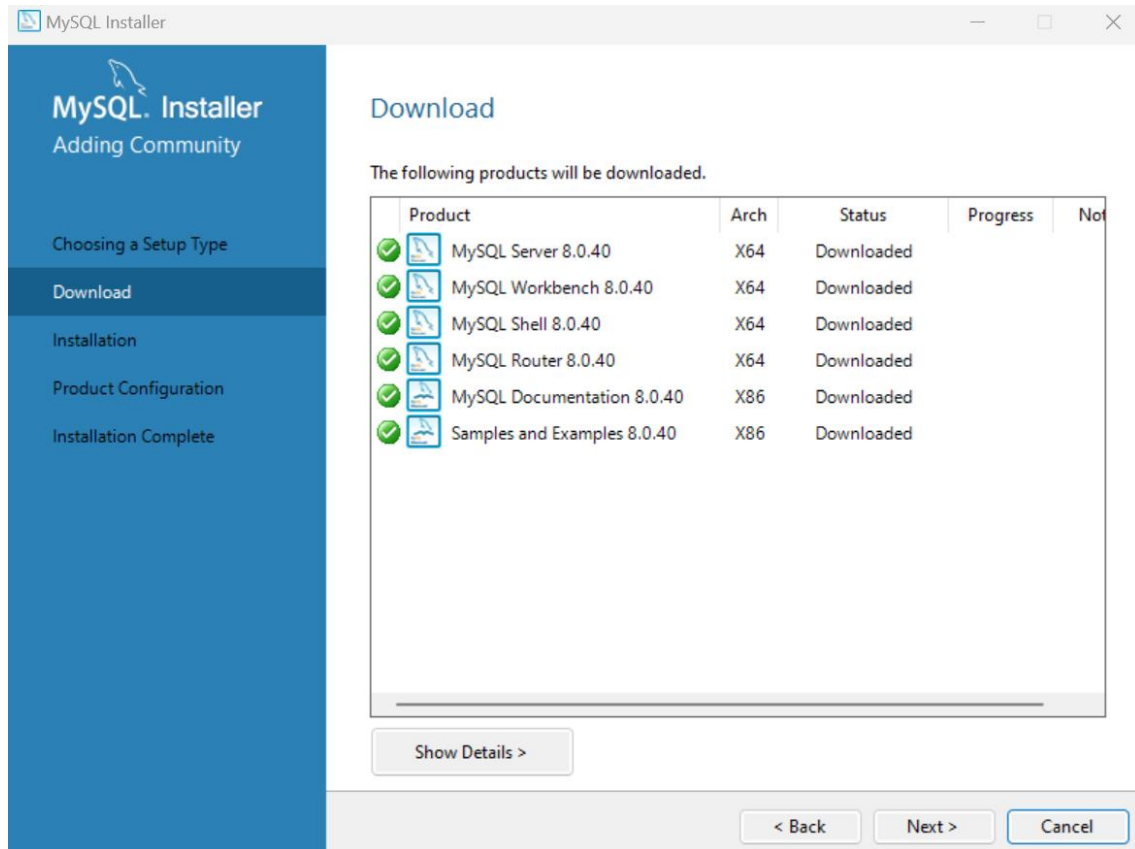 MySQL Installer
MySQL. Installer
Adding Community
Choosing a Setup Type
Download
Installation
Product Configuration
Installation Complete
Download
The following products will be downloaded.
Product Arch Status Progress Not
MySQL Server 8.0.40 X64 Downloaded
MySQL Workbench 8.0.40 X64 Downloaded
MySQL Shell 8.0.40 X64 Downloaded
MySQL Router 8.0.40 X64 Downloaded
MySQL Documentation 8.0.40 X86 Downloaded
Samples and Examples 8.0.40 X86 Downloaded
Show Details >
< Back Next > Cancel